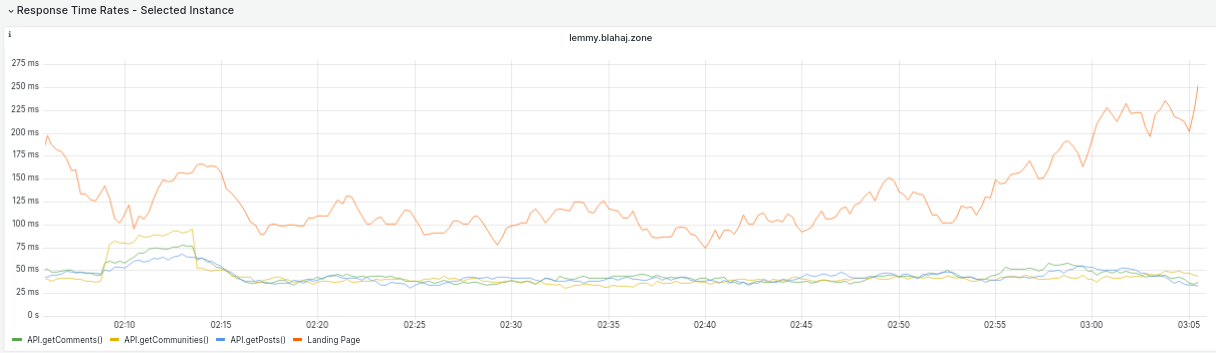 Response Time Rates - Selected Instance
i
lemmy.blahaj.zone
275 ms
250 ms
225 ms
200 ms
175 ms
150 ms
125 ms
100 ms
75 ms
50 ms
25 ms
0 s
02:10 02:15 02:20 02:25 02:30 02:35 02:40 02:45 02:50 02:55 03:00 03:05
API.getComments() API.getCommunities() API.getPosts() Landing Page